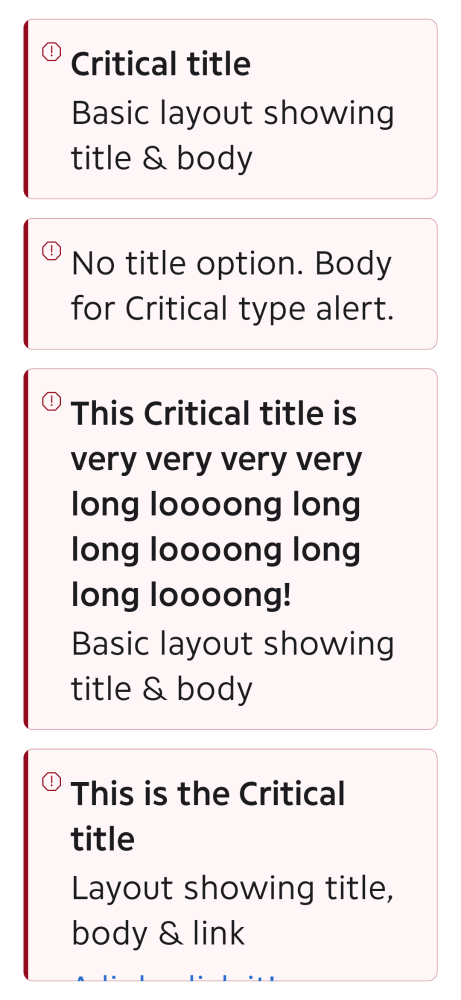 Critical title
Basic layout showing
title & body
No title option. Body
for Critical type alert.
This Critical title is
very very very very
long loooong long
long loooong long
long loooong!
Basic layout showing
title & body
This is the Critical
title
Layout showing title,
body & link